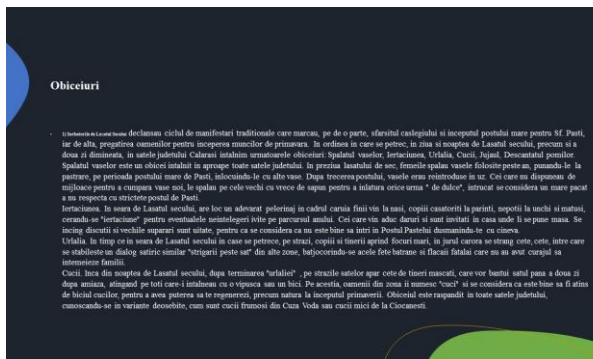 Obiceiuri
1) Sarbatorile de Lasatul Secului declansau ciclul de manifestari traditionale care marcau, pe de o parte, sfarsitul caslegiului si inceputul postului mare pentru Sf. Pasti,
iar de alta, pregatirea oamenilor pentru inceperea muncilor de primavara. In ordinea in care se petrec, in ziua si noaptea de Lasatul secului, precum si a
doua zi dimineata, in satele judetului Calarasi intalnim urmatoarele obiceiuri: Spalatul vaselor, Iertaciunea, Urlalia, Cucii, Jujaul, Descantatul pomilor.
Spalatul vaselor este un obicei intalnit in aproape toate satele judetului. In preziua lasatului de sec, femeile spalau vasele folosite peste an, punandu-le la
pastrare, pe perioada postului mare de Pasti, inlocuindu-le cu alte vase. Dupa trecerea postului, vasele erau reintroduse in uz. Cei care nu dispuneau de
mijloace pentru a cumpara vase noi, le spalau pe cele vechi cu vrece de sapun pentru a inlatura orice urma " de dulce", intrucat se considera un mare pacat
a nu respecta cu strictete postul de Pasti.
Iertaciunea. In seara de Lasatul secului, are loc un adevarat pelerinaj in cadrul caruia finii vin la nasi, copiii casatoriti la parinti, nepotii la unchi si matusi,
cerandu-se "iertaciune" pentru eventualele neintelegeri ivite pe parcursul anului. Cei care vin aduc daruri si sunt invitati in casa unde li se pune masa. Se
incing discutii si vechile suparari sunt uitate, pentru ca se considera ca nu este bine sa intri in Postul Pastelui dusmanindu-te cu cineva.
Urlalia. In timp ce in seara de Lasatul secului in case se petrece, pe strazi, copiii si tinerii aprind focuri mari, in jurul carora se strang cete, cete, intre care
se stabileste un dialog satiric similar "strigarii peste sat" din alte zone, batjocorindu-se acele fete batrane si flacaii fatalai care nu au avut curajul sa
intemeieze familii.
Cucii. Inca din noaptea de Lasatul secului, dupa terminarea "urlaliei" , pe strazile satelor apar cete de tineri mascati, care vor bantui satul pana a doua zi
dupa amiaza, atingand pe toti care-i intalneau cu o vipusca sau un bici. Pe acestia, oamenii din zona ii numesc "cuci" si se considera ca este bine sa fi atins
de biciul cucilor, pentru a avea puterea sa te regenerezi, precum natura la inceputul primaverii. Obiceiul este raspandit in toate satele judetului,
cunoscandu-se in variante deosebite, cum sunt cucii frumosi din Cuza Voda sau cucii mici de la Ciocanesti.